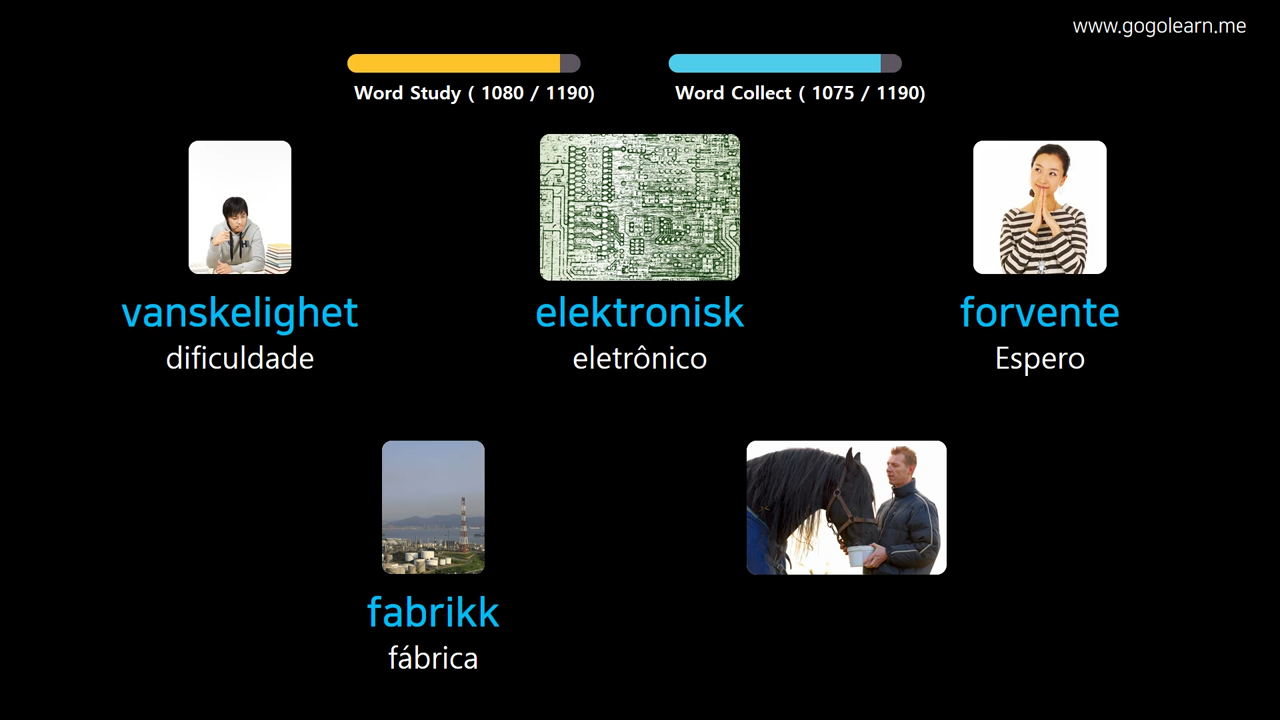 www.gogolearn.me
Word Study ( 1080 / 1190)
Word Collect ( 1075 / 1190)
vanskelighet
dificuldade
elektronisk
eletrônico
forvente
Espero
fabrikk
fábrica